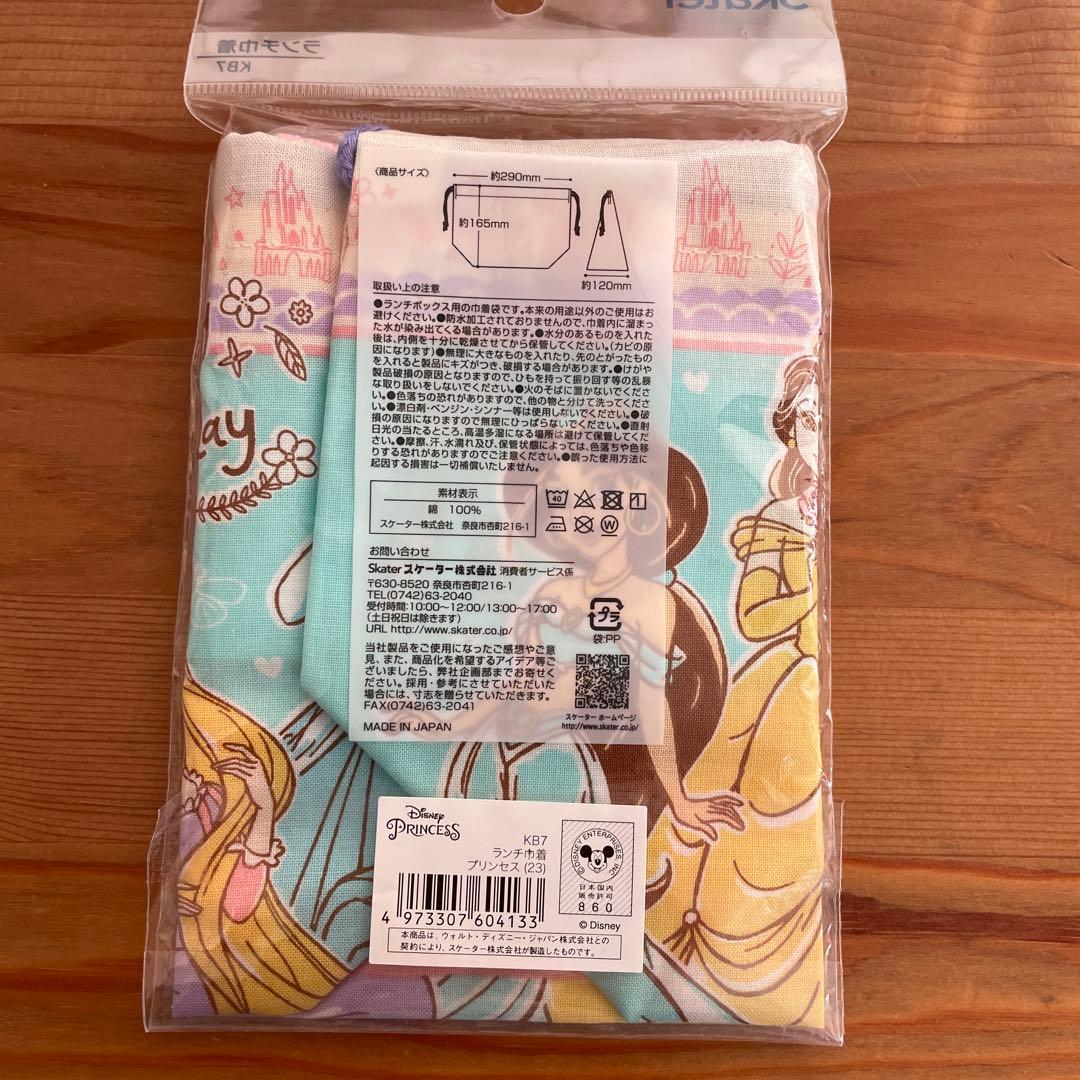 Skater
ランチ巾着
KB7
〈商品サイズ〉
約290mm
約165mm
約120mm
取扱い上の注意
●ランチボックス用の巾着袋です。本来の用途以外のご使用はお
避けください。●防水加工されておりませんので、巾着内に溜まっ
た水が染み出てくる場合があります。●水分のあるものを入れた
後は、内側を十分に乾燥させてから保管してください。(カビの原
因になります)●無理に大きなものを入れたり、先のとがったもの
を入れると製品にキズがつき、破損する場合があります。●けがや
製品破損の原因となりますので、ひもを持って振り回す等の乱暴
な取り扱いをしないでください。●火のそばに置かないでください。
●色落ちの恐れがありますので、他の物と分けて洗ってくださ
い。●漂白剤・ベンジン・シンナー等は使用しないでください。●破
損の原因になりますので無理にひっぱらないでください。●直射
日光の当たるところ、高温多湿になる場所は避けて保管してくだ
さい。●摩擦、汗、水濡れ及び、保管状態によっては、色落ちや色移
りする恐れがありますのでご注意ください。●誤った使用方法に
起因する損害は一切補償いたしません。
ay
素材表示
綿 100%
スケーター株式会社 奈良市杏町216-1
40
W
お問い合わせ
Skater スケーター株式会社 消費者サービス係
〒630-8520 奈良市杏町216-1
TEL(0742)63-2040
受付時間:10:00〜12:00/13:00〜17:00
(土日祝日は除きます)
URL http://www.skater.co.jp/
プラ
袋:PP
当社製品をご使用になったご感想やご意
見、また、商品化を希望するアイデア等ご
ざいましたら、弊社企画部までお寄せく
ださい。採用・参考にさせていただいた
場合には、寸志を贈らせていただきます。
FAX(0742)63-2041
MADE IN JAPAN
スケーター ホームページ
http://www.skater.co.jp/
Disney
PRINCESS
KB7
ランチ巾着
プリンセス (23)
4 973307 604133
©DISNEY ENTERPRISES, INC.
日本国内
販売許可
860
© Disney
本商品は、ウォルト・ディズニー・ジャパン株式会社との
契約により、スケーター株式会社が製造したものです。